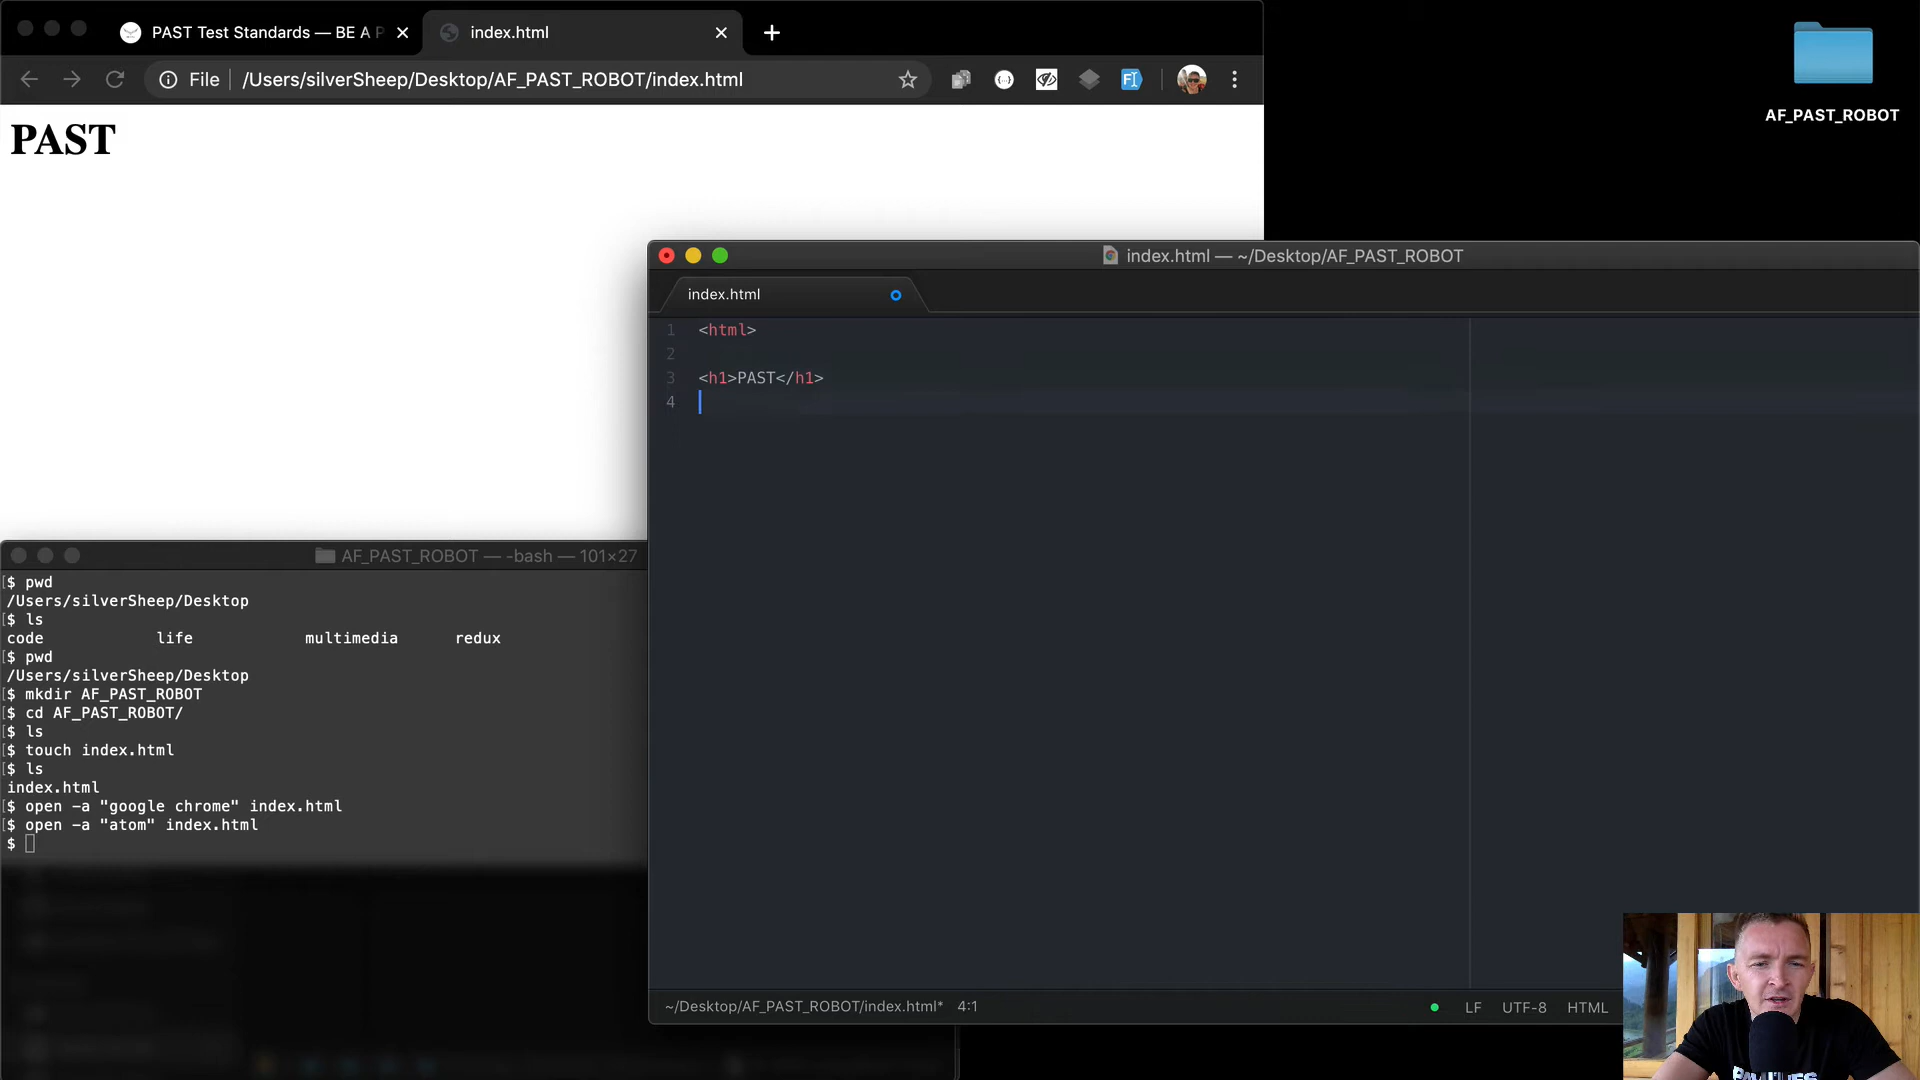 PAST Test Standards — BE A P
index.html
File
/Users/silverSheep/Desktop/AF_PAST_ROBOT/index.html
AF_PAST_ROBOT
PAST
index.html — ~/Desktop/AF_PAST_ROBOT
index.html
1 <html>
2
3 <h1>PAST</h1>
4
~/Desktop/AF_PAST_ROBOT/index.html* 4:1
LF UTF-8 HTML
AF_PAST_ROBOT — -bash — 101×27
[$ pwd
/Users/silverSheep/Desktop
[$ ls
code life multimedia redux
[$ pwd
/Users/silverSheep/Desktop
[$ mkdir AF_PAST_ROBOT
[$ cd AF_PAST_ROBOT/
[$ ls
[$ touch index.html
[$ ls
index.html
[$ open -a "google chrome" index.html
[$ open -a "atom" index.html
$